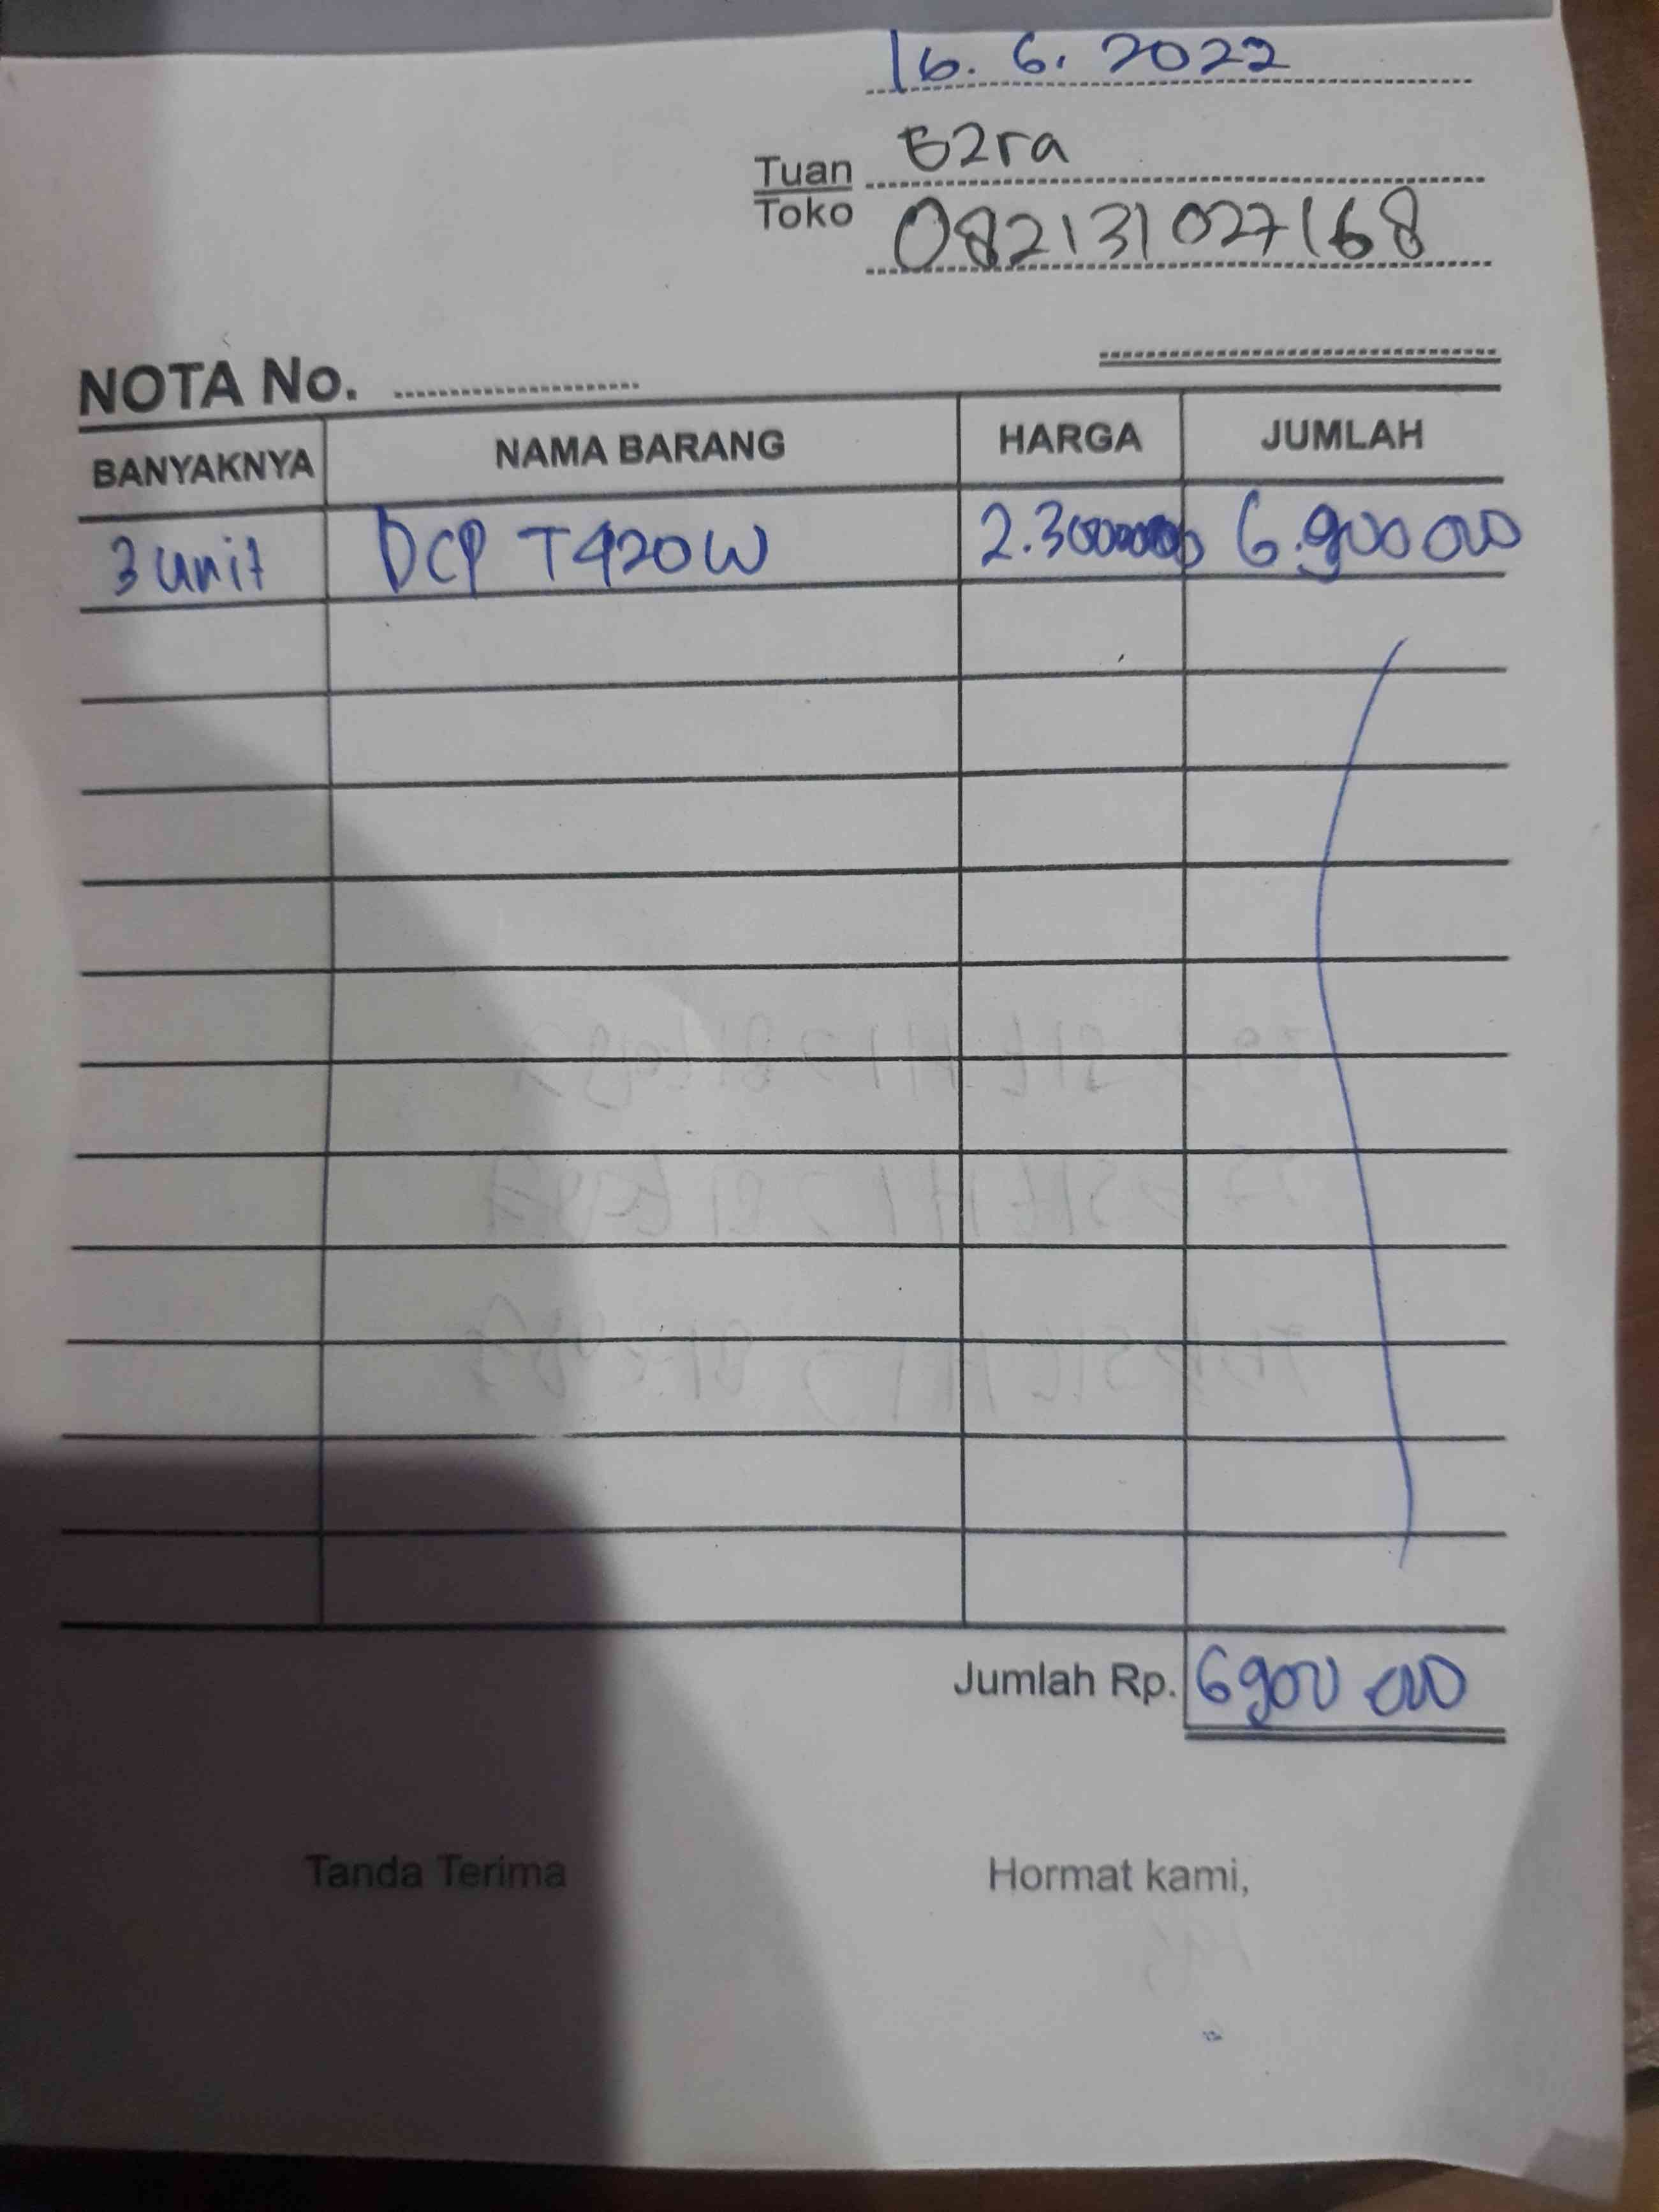 16. 6. 2022
Tuan Ezra
Toko 082131027168
NOTA No.
BANYAKNYA NAMA BARANG HARGA JUMLAH
3 unit DCP T420W 6.900 000
Jumlah Rp. 6900 000
Tanda Terima Hormat kami,